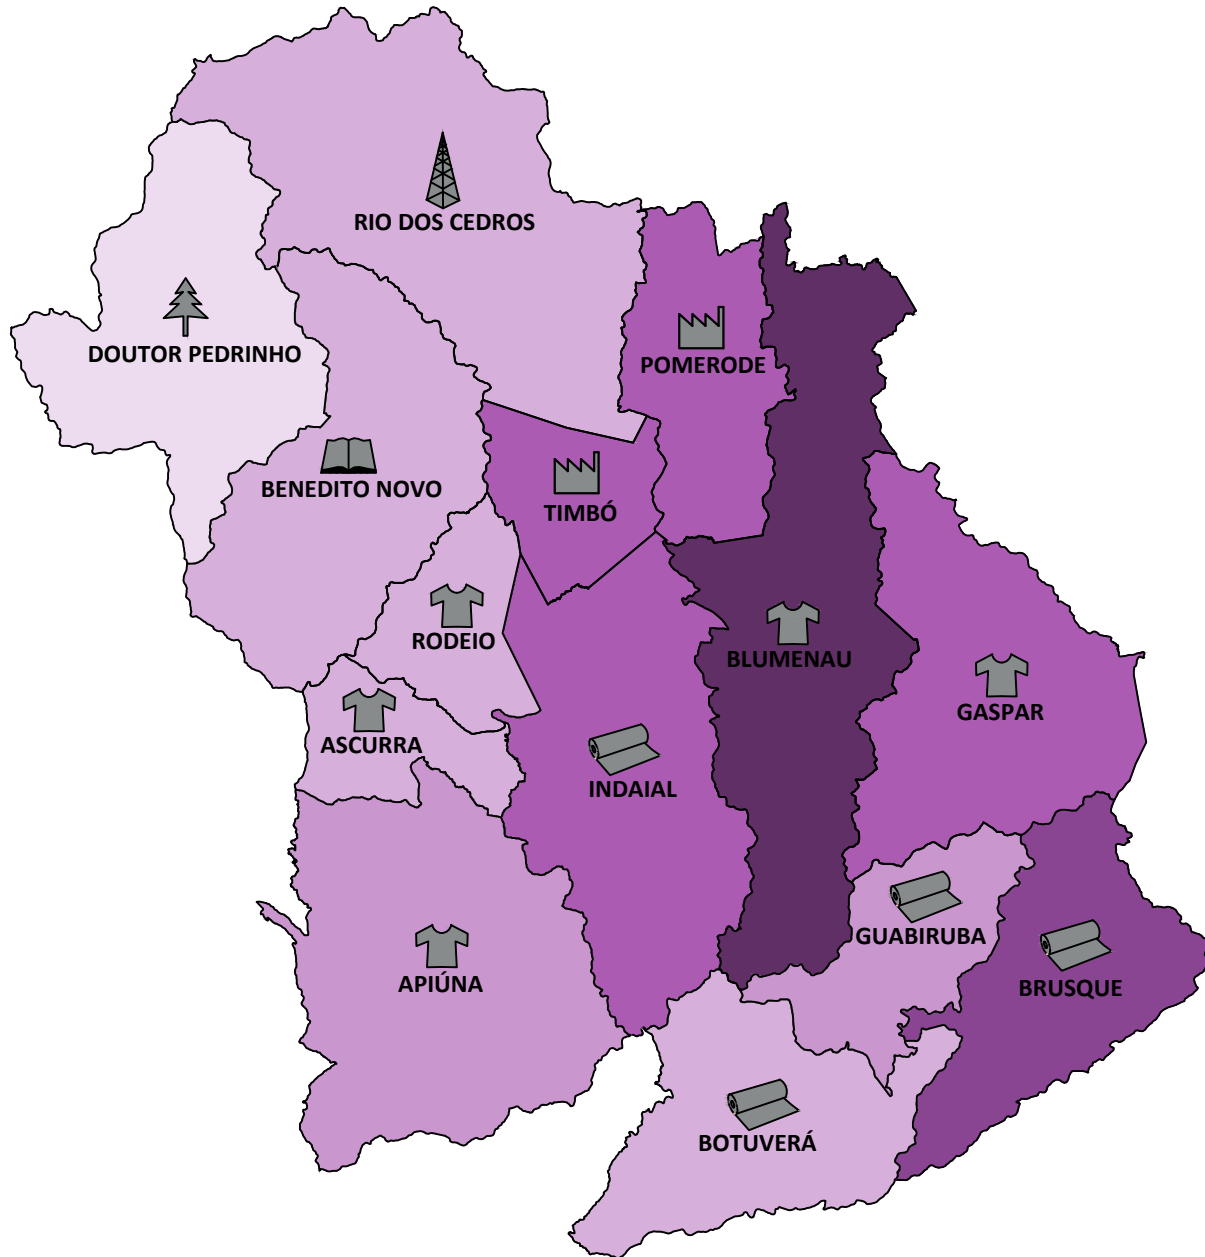 RIO DOS CEDROS
DOUTOR PEDRINHO
POMERODE
BENEDITO NOVO
TIMBÓ
RODEIO
BLUMENAU
GASPAR
ASCURRA
INDAIAL
GUABIRUBA
APIÚNA
BRUSQUE
BOTUVERÁ